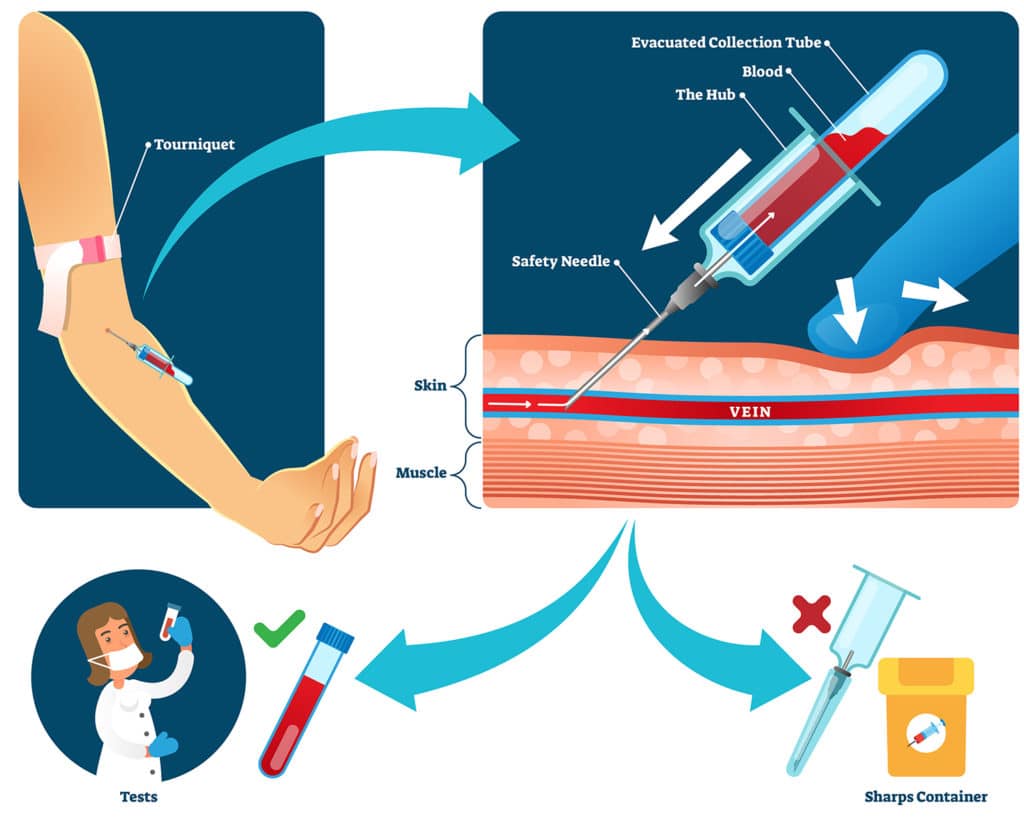 Evacuated Collection Tube
Blood
The Hub
Tourniquet
Safety Needle
Skin
VEIN
Muscle
Tests
Sharps Container